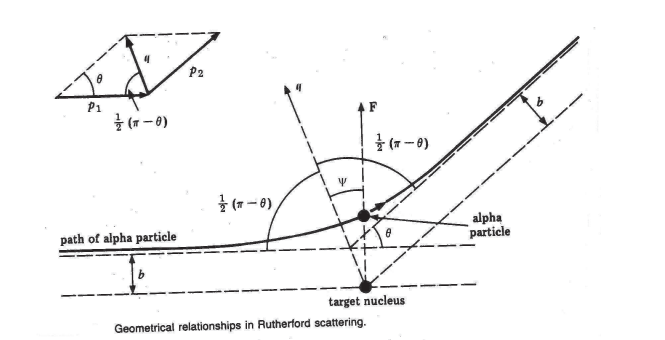 q
θ
p₂
p₁
½ (π − θ)
q
F
b
½ (π − θ)
ψ
½ (π − θ)
alpha
particle
θ
path of alpha particle
b
target nucleus
Geometrical relationships in Rutherford scattering.